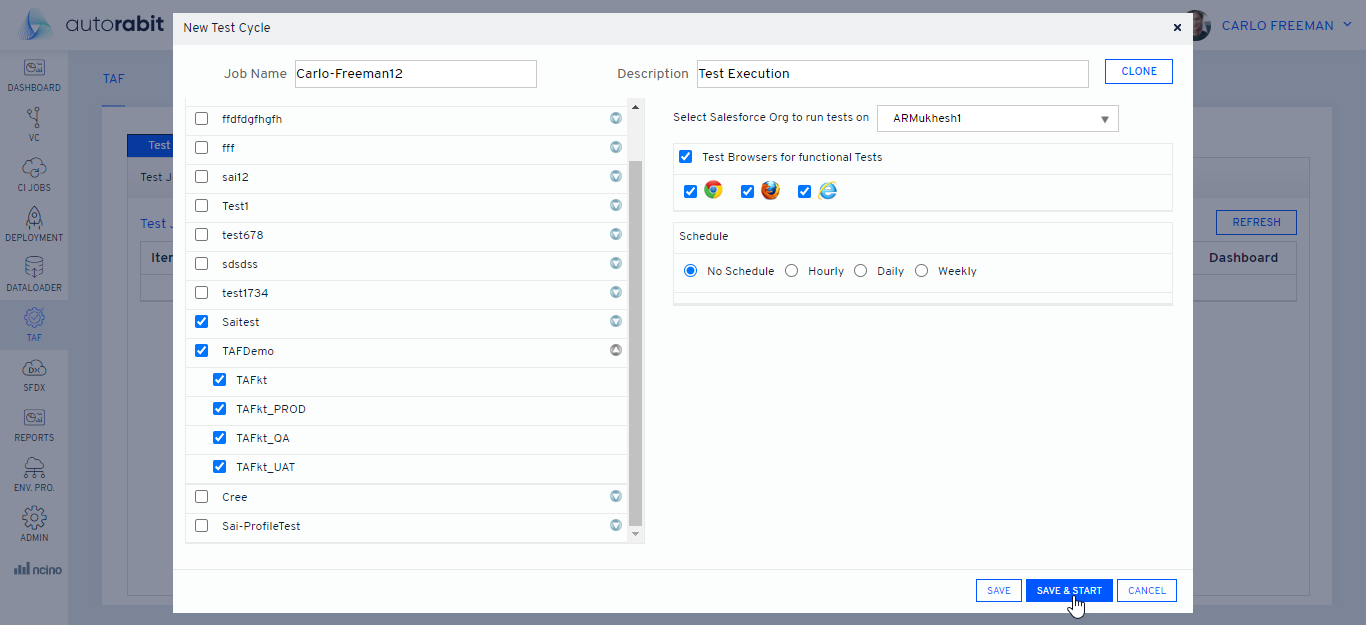 autorabit
CARLO FREEMAN
DASHBOARD
VC
CI JOBS
DEPLOYMENT
DATALOADER
TAF
SFDX
REPORTS
ENV. PRO.
ADMIN
ncino
TAF
Test
Test J
Test J
Iter
REFRESH
Dashboard
New Test Cycle
×
Job Name Carlo-Freeman12 Description Test Execution CLONE
ffdfdgfhgfh
fff
sai12
Test1
test678
sdsdss
test1734
Saitest
TAFDemo
TAFkt
TAFkt_PROD
TAFkt_QA
TAFkt_UAT
Cree
Sai-ProfileTest
Select Salesforce Org to run tests on ARMukhesh1
Test Browsers for functional Tests
Schedule
No Schedule Hourly Daily Weekly
SAVE SAVE & START CANCEL